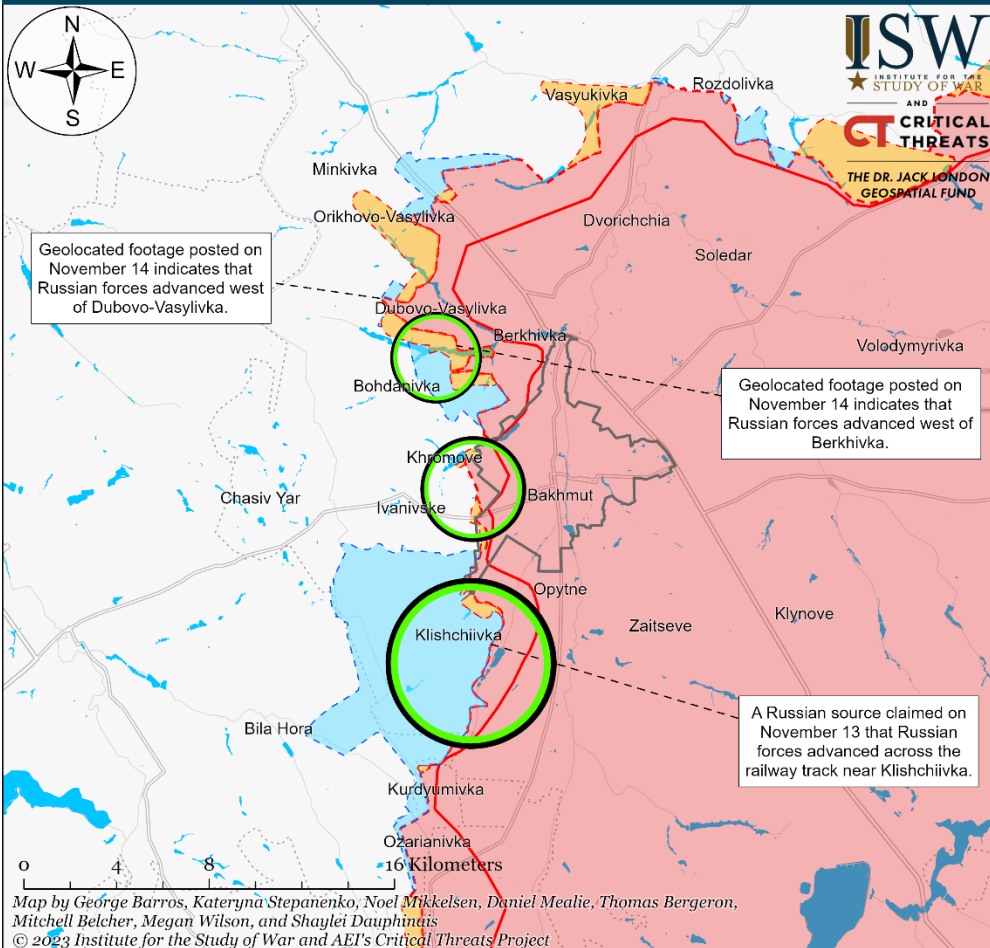 N
W E
S
ISW
INSTITUTE FOR THE
STUDY OF WAR
AND
CT CRITICAL
THREATS
THE DR. JACK LONDON
GEOSPATIAL FUND
Vasyukivka
Rozdolivka
Minkivka
Orikhovo-Vasylivka
Dvorichchia
Soledar
Geolocated footage posted on
November 14 indicates that
Russian forces advanced west
of Dubovo-Vasylivka.
Dubovo-Vasylivka
Berkhivka
Volodymyrivka
Bohdanivka
Geolocated footage posted on
November 14 indicates that
Russian forces advanced west of
Berkhivka.
Khromove
Chasiv Yar
Ivanivske
Bakhmut
Opytne
Klishchiivka
Zaitseve
Klynove
Bila Hora
A Russian source claimed on
November 13 that Russian
forces advanced across the
railway track near Klishchiivka.
Kurdyumivka
Ozarianivka
0 4 8 16 Kilometers
Map by George Barros, Kateryna Stepanenko, Noel Mikkelsen, Daniel Mealie, Thomas Bergeron,
Mitchell Belcher, Megan Wilson, and Shaylei Dauphinais
© 2023 Institute for the Study of War and AEI's Critical Threats Project